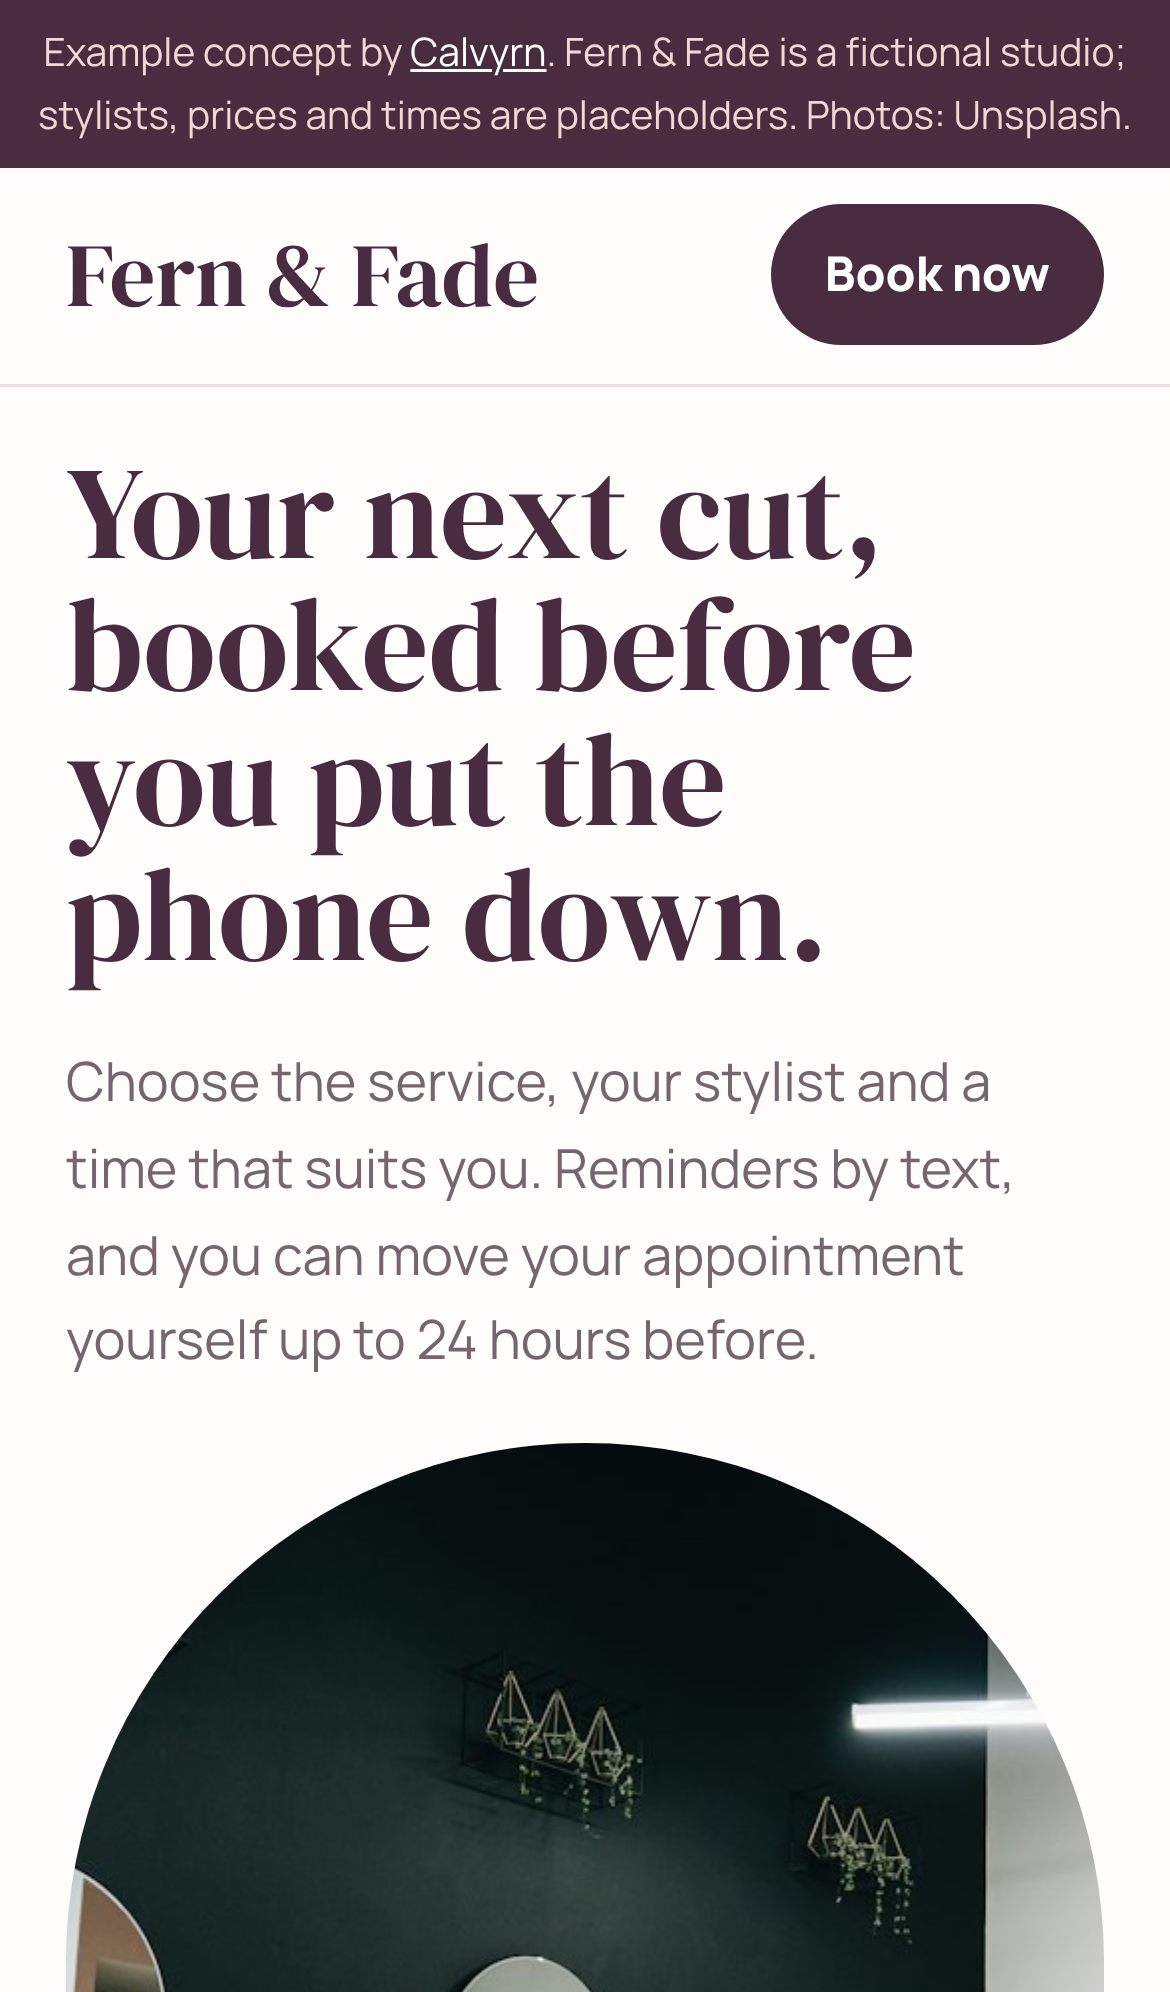 Example concept by Calvyrn. Fern & Fade is a fictional studio;
stylists, prices and times are placeholders. Photos: Unsplash.
Fern & Fade
Book now
Your next cut,
booked before
you put the
phone down.
Choose the service, your stylist and a
time that suits you. Reminders by text,
and you can move your appointment
yourself up to 24 hours before.